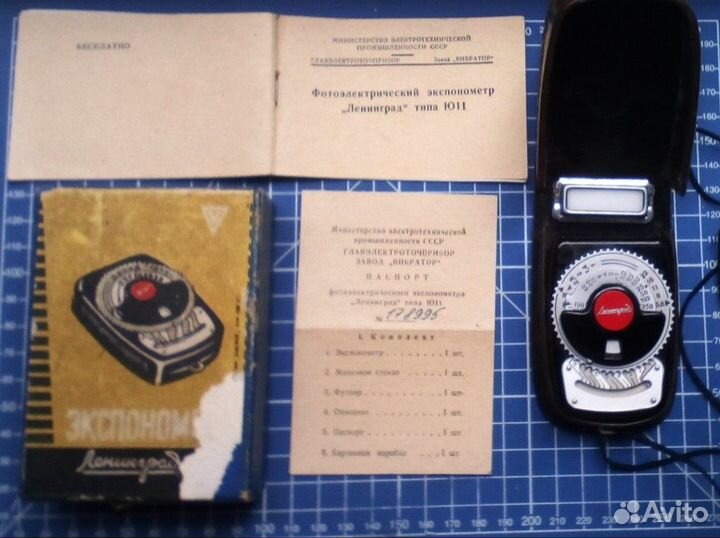 БЕСПЛАТНО
МИНИСТЕРСТВО ЭЛЕКТРОТЕХНИЧЕСКОЙ
ПРОМЫШЛЕННОСТИ СССР
ГЛАВЭЛЕКТРОТОЧПРИБОР Завод „ВИБРАТОР"
Фотоэлектрический экспонометр
„Ленинград" типа Ю11
ЭКСПОНОМ
Ленинград
Министерство электротехнической
промышленности СССР
ГЛАВЭЛЕКТРОТОЧПРИБОР
ЗАВОД „ВИБРАТОР"
ПАСПОРТ
фотоэлектрического экспонометра
„Ленинград" типа Ю11
№ 178995
1. Комплект
1. Экспонометр 1 шт.
2. Молочное стекло 1 шт.
3. Футляр 1 шт.
4. Описание 1 шт.
5. Паспорт 1 шт
6. Картонная коробка 1 шт
Ленинград
Avito